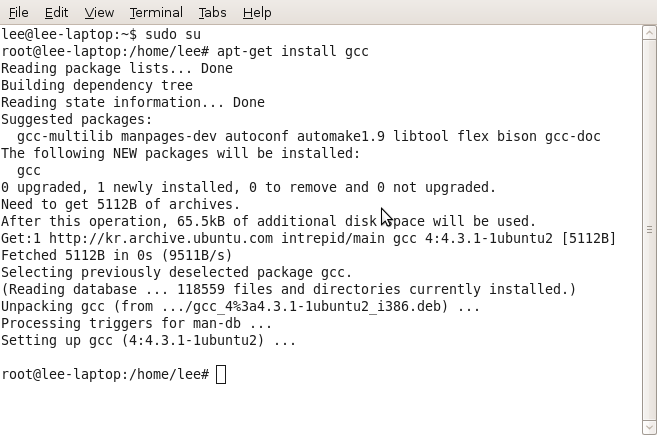 File Edit View Terminal Tabs Help
lee@lee-laptop:~$ sudo su
root@lee-laptop:/home/lee# apt-get install gcc
Reading package lists... Done
Building dependency tree
Reading state information... Done
Suggested packages:
  gcc-multilib manpages-dev autoconf automake1.9 libtool flex bison gcc-doc
The following NEW packages will be installed:
  gcc
0 upgraded, 1 newly installed, 0 to remove and 0 not upgraded.
Need to get 5112B of archives.
After this operation, 65.5kB of additional disk space will be used.
Get:1 http://kr.archive.ubuntu.com intrepid/main gcc 4:4.3.1-1ubuntu2 [5112B]
Fetched 5112B in 0s (9511B/s)
Selecting previously deselected package gcc.
(Reading database ... 118559 files and directories currently installed.)
Unpacking gcc (from .../gcc_4%3a4.3.1-1ubuntu2_i386.deb) ...
Processing triggers for man-db ...
Setting up gcc (4:4.3.1-1ubuntu2) ...
root@lee-laptop:/home/lee#